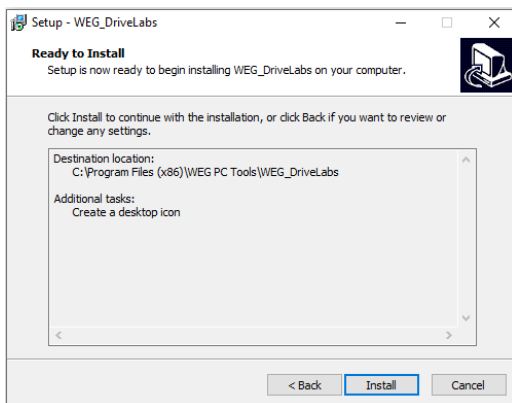 Setup - WEG_DriveLabs
Ready to Install
Setup is now ready to begin installing WEG_DriveLabs on your computer.
Click Install to continue with the installation, or click Back if you want to review or
change any settings.
Destination location:
C:\Program Files (x86)\WEG PC Tools\WEG_DriveLabs
Additional tasks:
Create a desktop icon
< Back
Install
Cancel